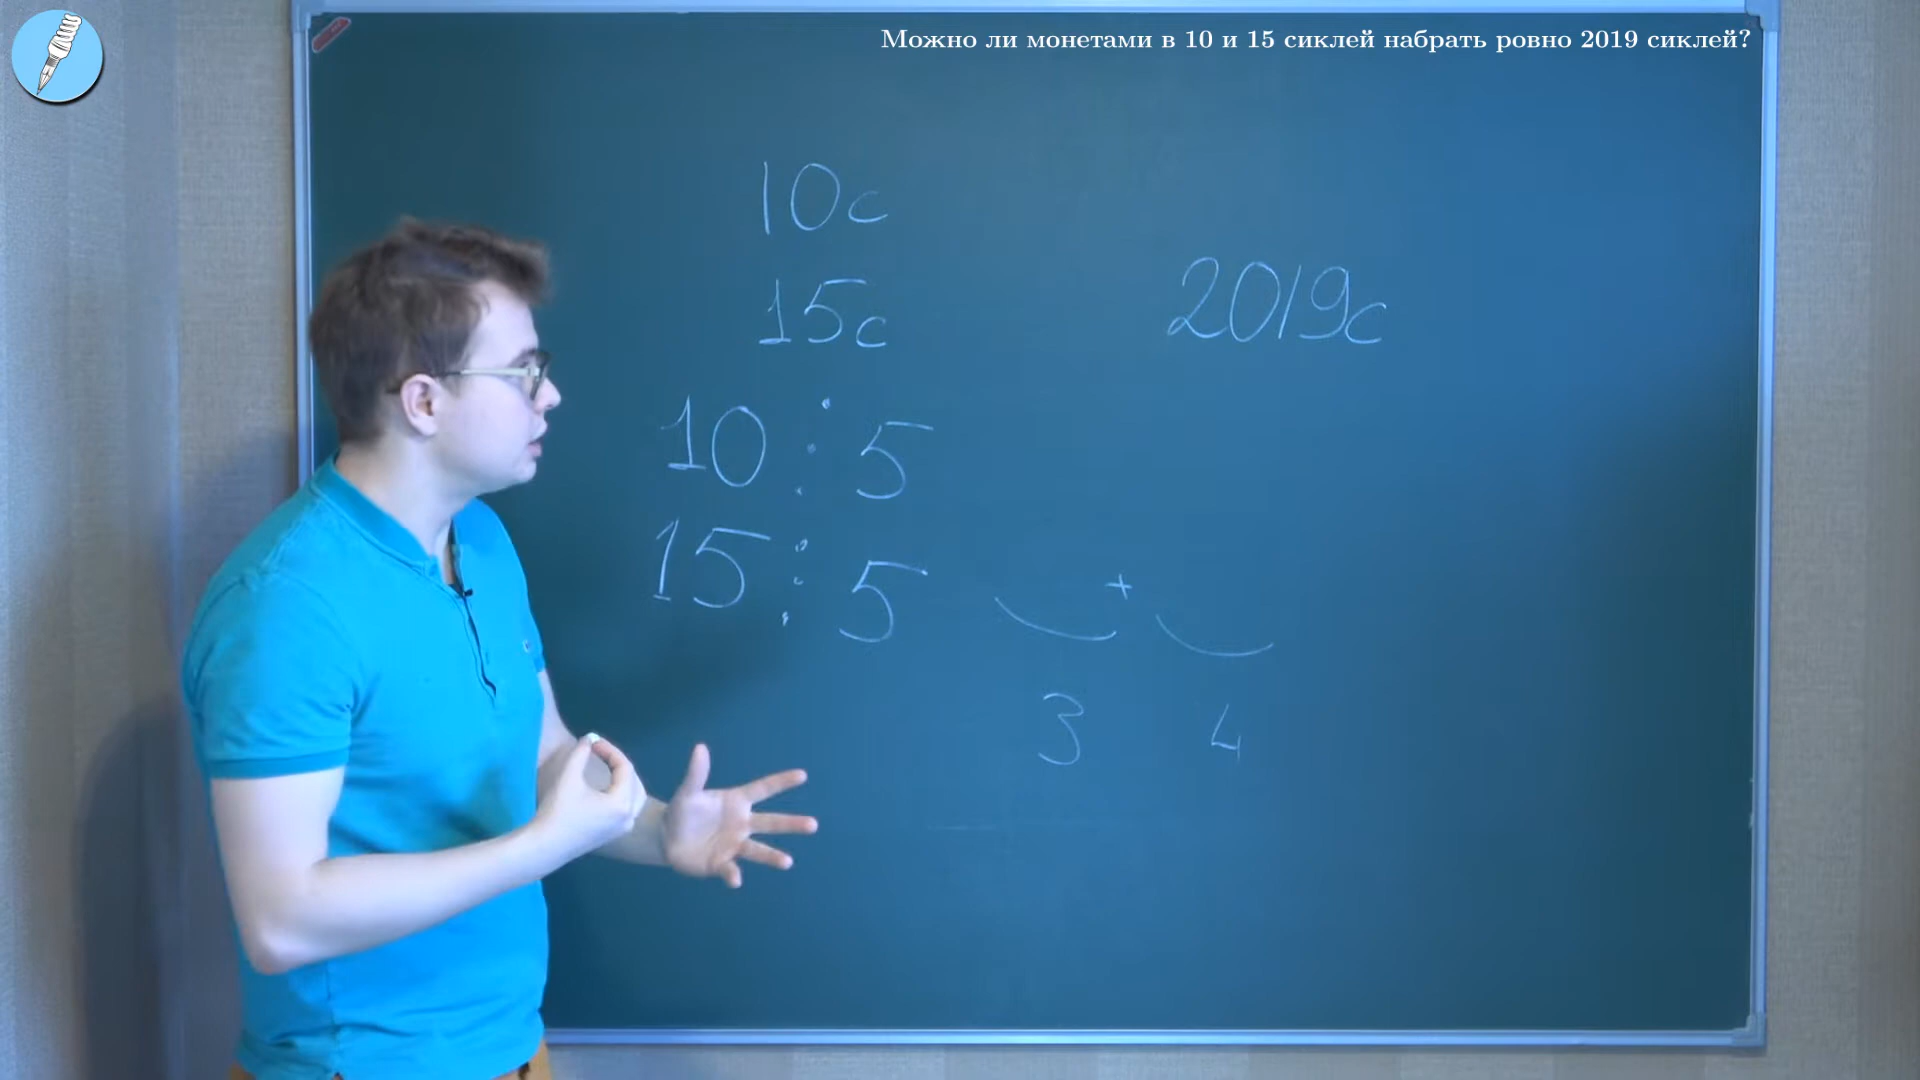 Можно ли монетами в 10 и 15 сиклей набрать ровно 2019 сиклей?
10с
15с
2019с
10 ⋮ 5
15 ⋮ 5
+
3 4